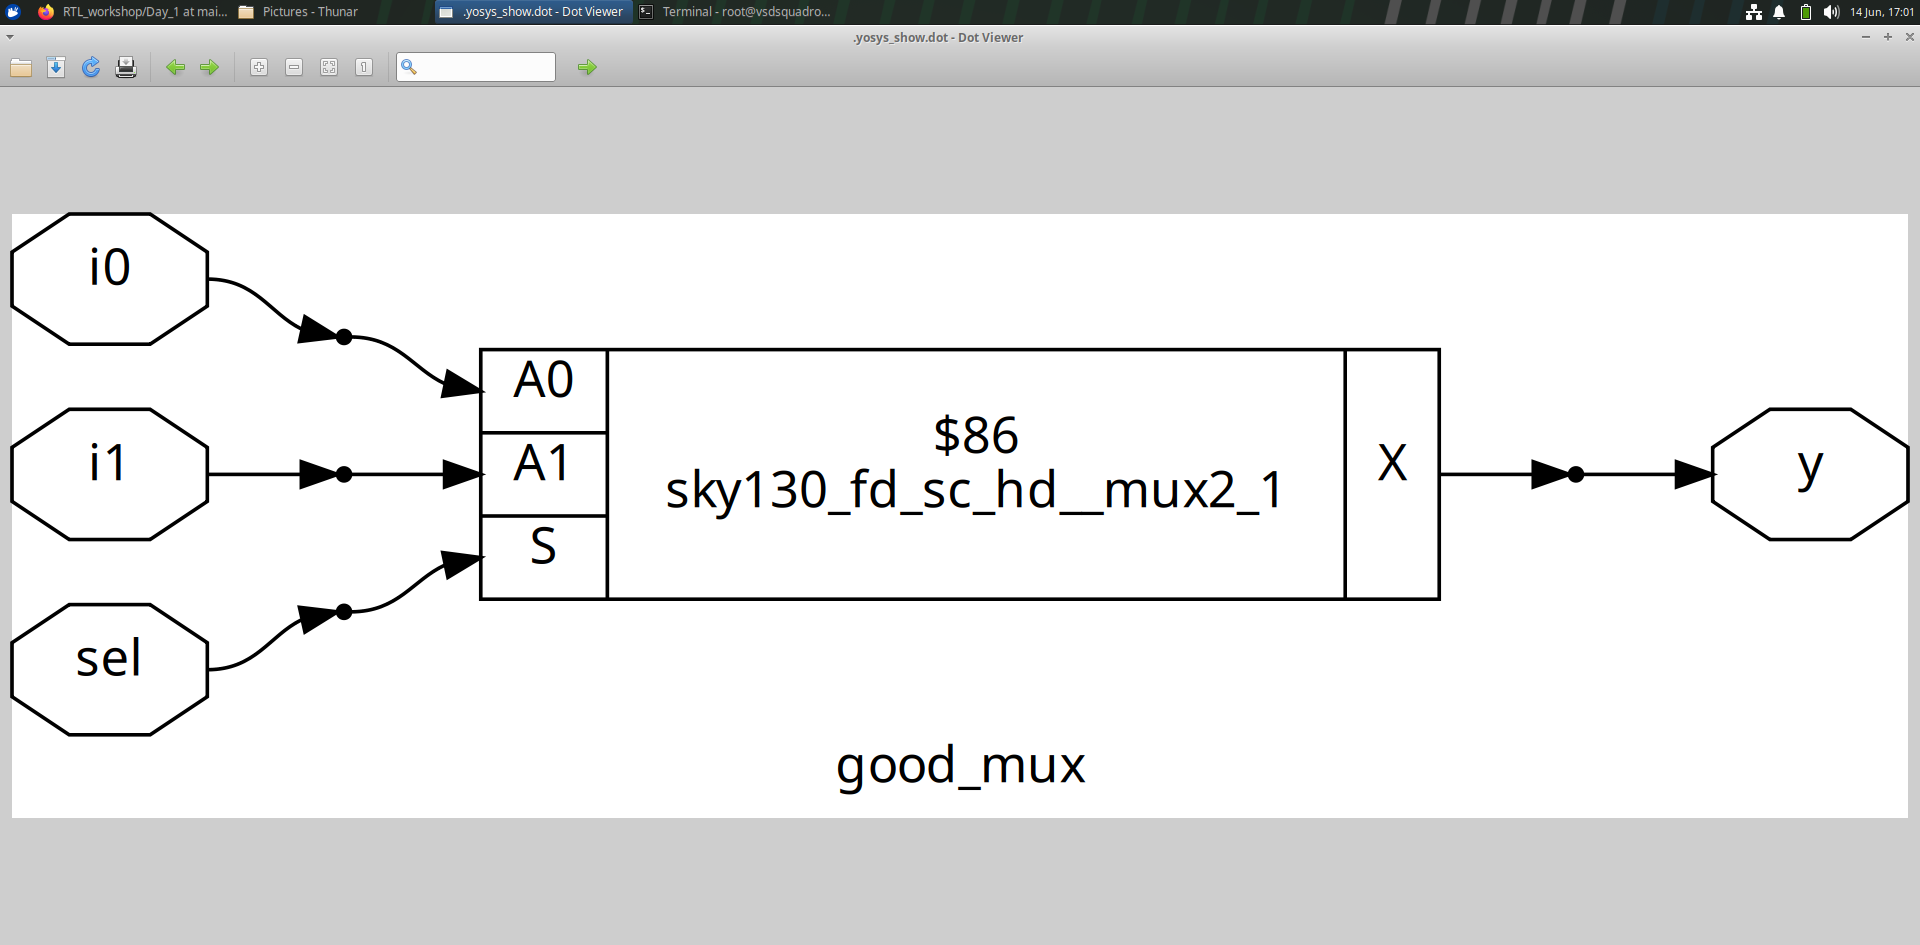 RTL_workshop/Day_1 at mai... Pictures - Thunar .yosys_show.dot - Dot Viewer Terminal - root@vsdsquadro... 14 Jun, 17:01
.yosys_show.dot - Dot Viewer
i0
A0
i1
A1
$86
sky130_fd_sc_hd__mux2_1
X
y
S
sel
good_mux